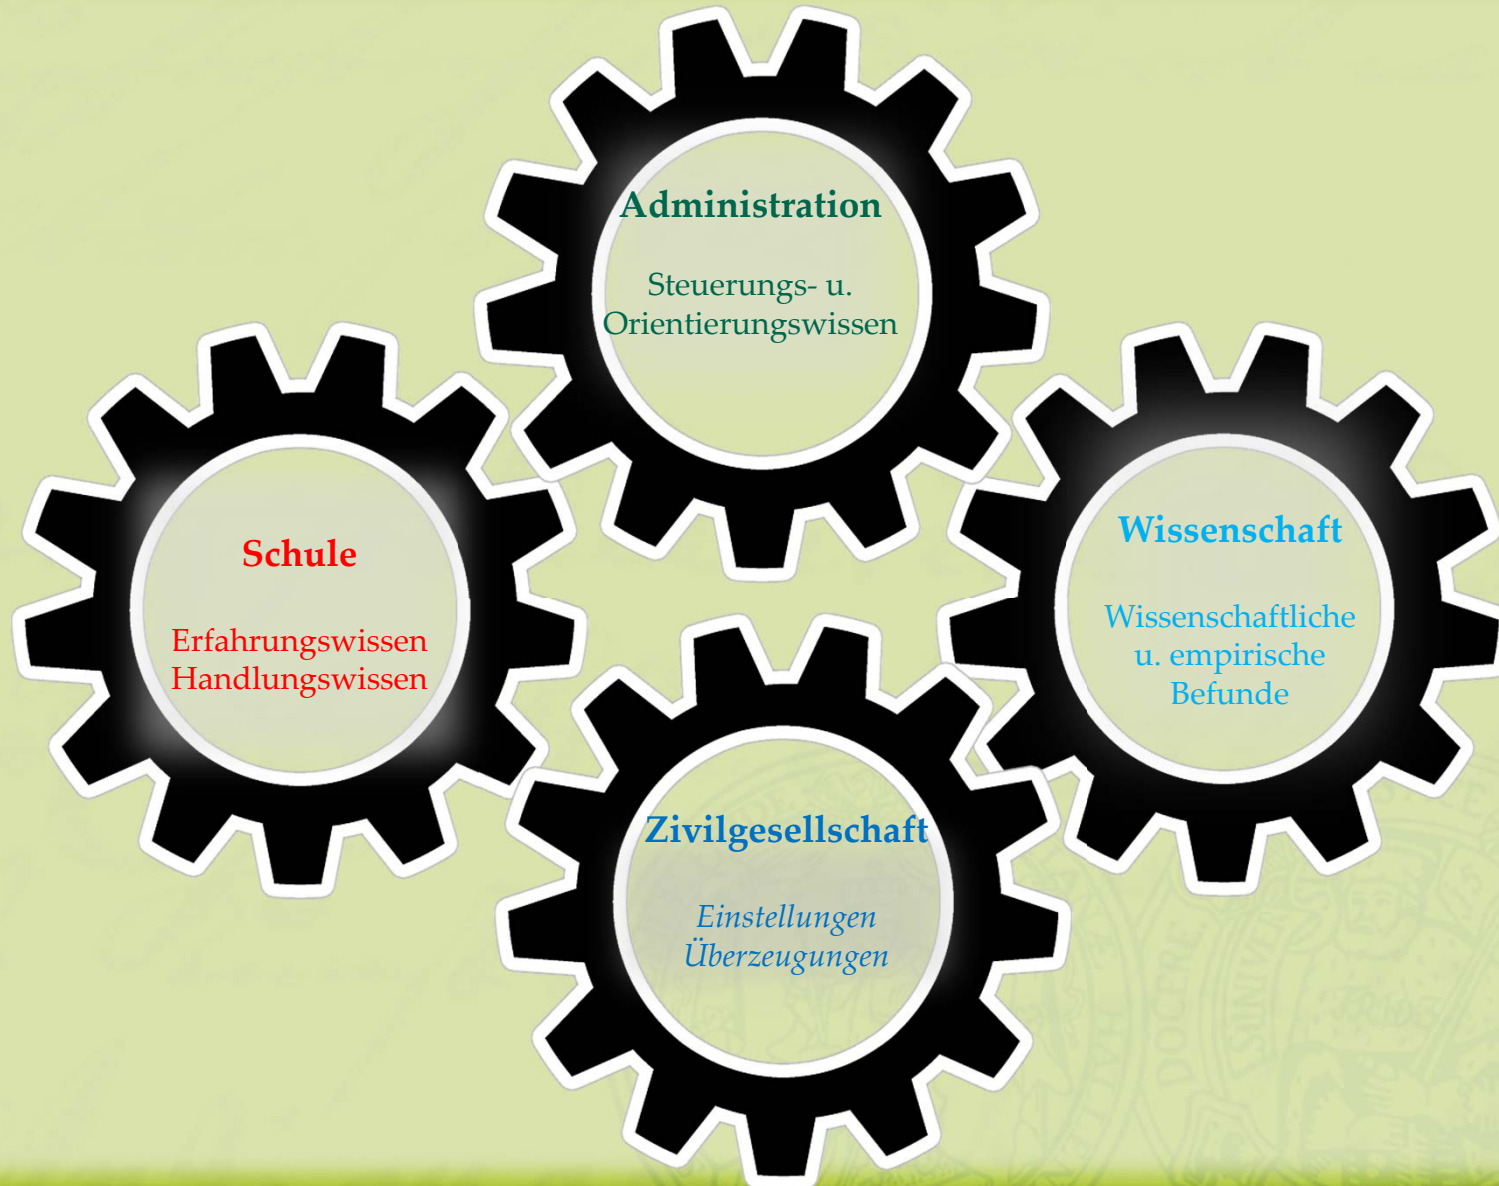 Administration
Steuerungs- u.
Orientierungswissen
Schule
Erfahrungswissen
Handlungswissen
Wissenschaft
Wissenschaftliche
u. empirische
Befunde
Zivilgesellschaft
Einstellungen
Überzeugungen